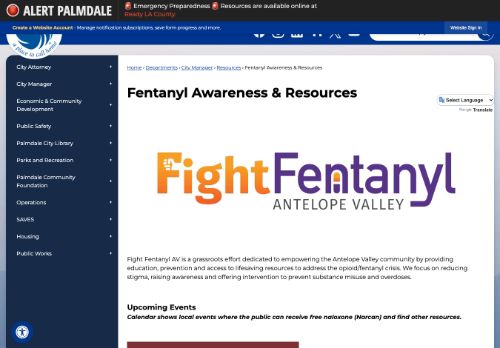 ALERT PALMDALE
Emergency Preparedness Resources are available online at
Ready LA County.
Create a Website Account - Manage notification subscriptions, save form progress and more.
Website Sign In
a place to call home
City Attorney +
City Manager +
Economic & Community +
Development
Public Safety +
Palmdale City Library +
Parks and Recreation +
Palmdale Community +
Foundation
Operations +
SAVES +
Housing +
Public Works +
Home › Departments › City Manager › Resources › Fentanyl Awareness & Resources
Fentanyl Awareness & Resources
Select Language
Google Translate
FightFentanyl
ANTELOPE VALLEY
Fight Fentanyl AV is a grassroots effort dedicated to empowering the Antelope Valley community by providing
education, prevention and access to lifesaving resources to address the opioid/fentanyl crisis. We focus on reducing
stigma, raising awareness and offering intervention to prevent substance misuse and overdoses.
Upcoming Events
Calendar shows local events where the public can receive free naloxone (Narcan) and find other resources.